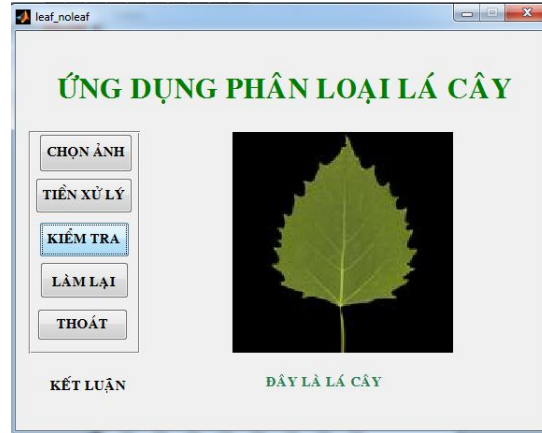 leaf_noleaf
ỨNG DỤNG PHÂN LOẠI LÁ CÂY
CHỌN ẢNH
TIỀN XỬ LÝ
KIỂM TRA
LÀM LẠI
THOÁT
KẾT LUẬN
ĐÂY LÀ LÁ CÂY